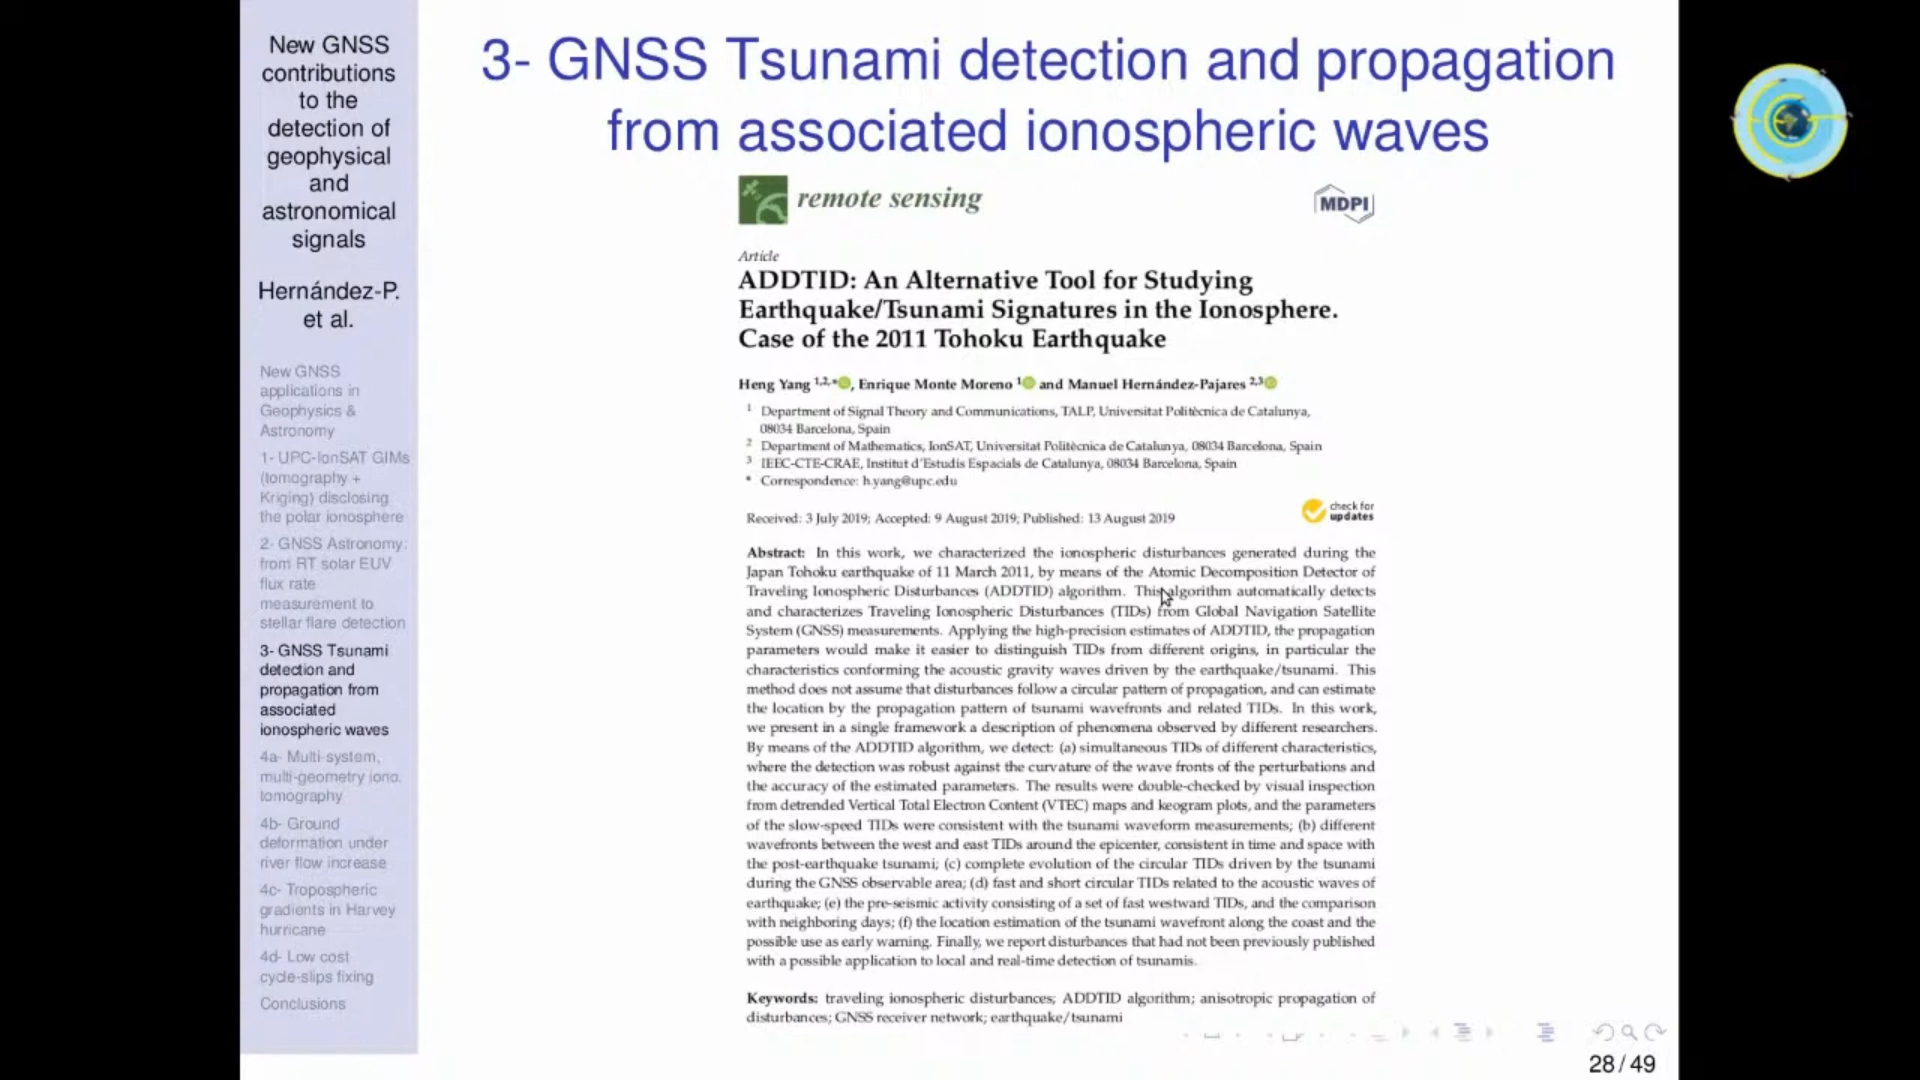 New GNSS
contributions
to the
detection of
geophysical
and
astronomical
signals
Hernández-P.
et al.
New GNSS
applications in
Geophysics &
Astronomy
1- UPC-IonSAT GIMs
(tomography +
Kriging) disclosing
the polar ionosphere
2- GNSS Astronomy:
from RT solar EUV
flux rate
measurement to
stellar flare detection
3- GNSS Tsunami
detection and
propagation from
associated
ionospheric waves
4a- Multi-system,
multi-geometry iono.
tomography
4b- Ground
deformation under
river flow increase
4c- Tropospheric
gradients in Harvey
hurricane
4d- Low cost
cycle-slips fixing
Conclusions
3- GNSS Tsunami detection and propagation
from associated ionospheric waves
remote sensing
MDPI
Article
ADDTID: An Alternative Tool for Studying
Earthquake/Tsunami Signatures in the Ionosphere.
Case of the 2011 Tohoku Earthquake
Heng Yang 1,2,*, Enrique Monte Moreno 1 and Manuel Hernández-Pajares 2,3
1 Department of Signal Theory and Communications, TALP, Universitat Politècnica de Catalunya,
08034 Barcelona, Spain
2 Department of Mathematics, IonSAT, Universitat Politècnica de Catalunya, 08034 Barcelona, Spain
3 IEEC-CTE-CRAE, Institut d'Estudis Espacials de Catalunya, 08034 Barcelona, Spain
* Correspondence: h.yang@upc.edu
Received: 3 July 2019; Accepted: 9 August 2019; Published: 13 August 2019
check for
updates
Abstract: In this work, we characterized the ionospheric disturbances generated during the
Japan Tohoku earthquake of 11 March 2011, by means of the Atomic Decomposition Detector of
Traveling Ionospheric Disturbances (ADDTID) algorithm. This algorithm automatically detects
and characterizes Traveling Ionospheric Disturbances (TIDs) from Global Navigation Satellite
System (GNSS) measurements. Applying the high-precision estimates of ADDTID, the propagation
parameters would make it easier to distinguish TIDs from different origins, in particular the
characteristics conforming the acoustic gravity waves driven by the earthquake/tsunami. This
method does not assume that disturbances follow a circular pattern of propagation, and can estimate
the location by the propagation pattern of tsunami wavefronts and related TIDs. In this work,
we present in a single framework a description of phenomena observed by different researchers.
By means of the ADDTID algorithm, we detect: (a) simultaneous TIDs of different characteristics,
where the detection was robust against the curvature of the wave fronts of the perturbations and
the accuracy of the estimated parameters. The results were double-checked by visual inspection
from detrended Vertical Total Electron Content (VTEC) maps and keogram plots, and the parameters
of the slow-speed TIDs were consistent with the tsunami waveform measurements; (b) different
wavefronts between the west and east TIDs around the epicenter, consistent in time and space with
the post-earthquake tsunami; (c) complete evolution of the circular TIDs driven by the tsunami
during the GNSS observable area; (d) fast and short circular TIDs related to the acoustic waves of
earthquake; (e) the pre-seismic activity consisting of a set of fast westward TIDs, and the comparison
with neighboring days; (f) the location estimation of the tsunami wavefront along the coast and the
possible use as early warning. Finally, we report disturbances that had not been previously published
with a possible application to local and real-time detection of tsunamis.
Keywords: traveling ionospheric disturbances; ADDTID algorithm; anisotropic propagation of
disturbances; GNSS receiver network; earthquake/tsunami
28/49